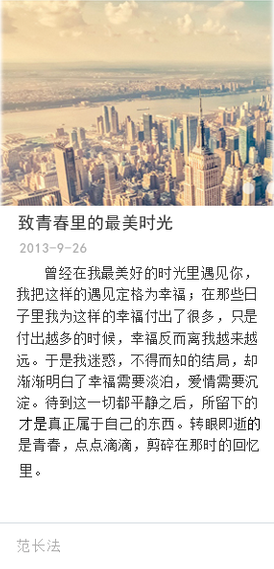 致青春里的最美时光
2013-9-26
曾经在我最美好的时光里遇见你，
我把这样的遇见定格为幸福；在那些日
子里我为这样的幸福付出了很多，只是
付出越多的时候，幸福反而离我越来越
远。于是我迷惑，不得而知的结局，却
渐渐明白了幸福需要淡泊，爱情需要沉
淀。待到这一切都平静之后，所留下的
才是真正属于自己的东西。转眼即逝的
是青春，点点滴滴，剪碎在那时的回忆
里。
范长法